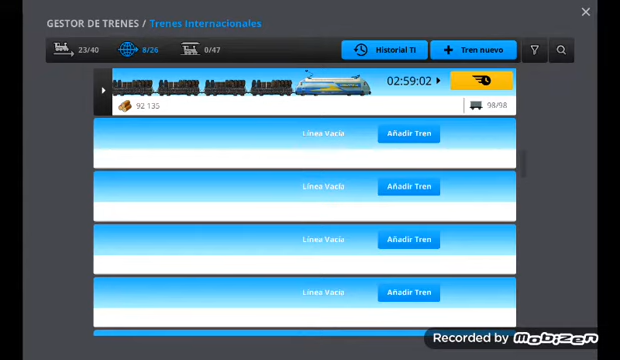 GESTOR DE TRENES / Trenes Internacionales
23/40 8/26 0/47 Historial TI + Tren nuevo
02:59:02
92 135 98/98
Línea Vacía Añadir Tren
Línea Vacía Añadir Tren
Línea Vacía Añadir Tren
Línea Vacía Añadir Tren
Recorded by MOBIZEN